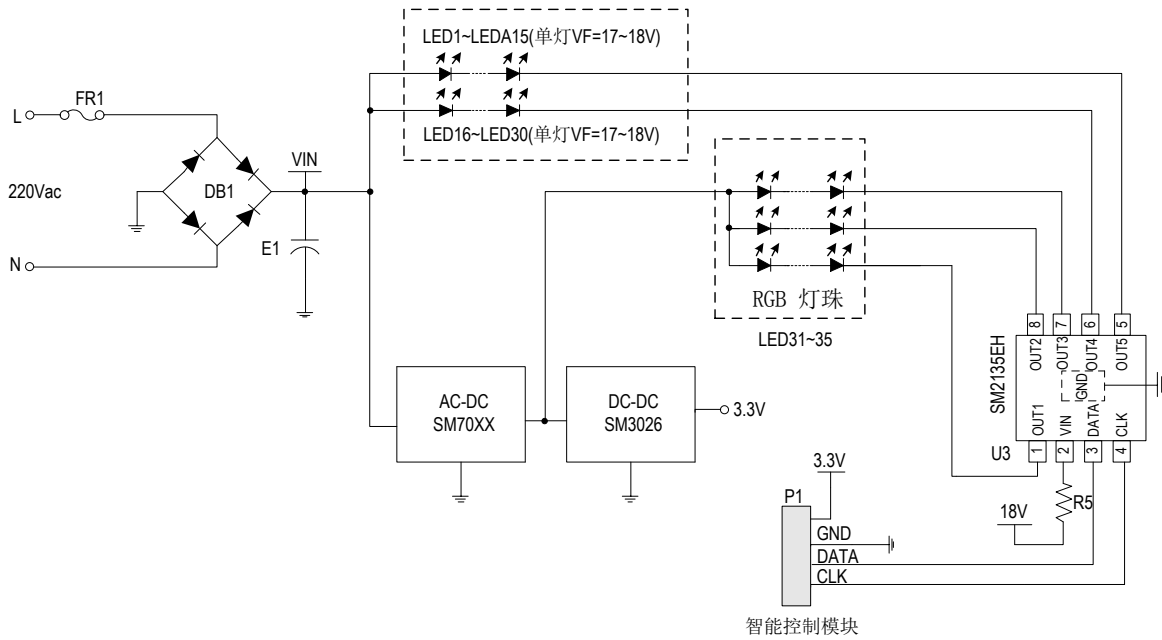 LED1~LEDA15(单灯VF=17~18V)
FR1
L
LED16~LED30(单灯VF=17~18V)
VIN
220Vac
DB1
E1
N
RGB 灯珠
LED31~35
8
7
6
5
OUT2
OUT3
OUT4
OUT5
SM2135EH
GND
OUT1
VIN
DATA
CLK
U3
1
2
3
4
AC-DC
SM70XX
DC-DC
SM3026
3.3V
3.3V
P1
18V
R5
GND
DATA
CLK
智能控制模块